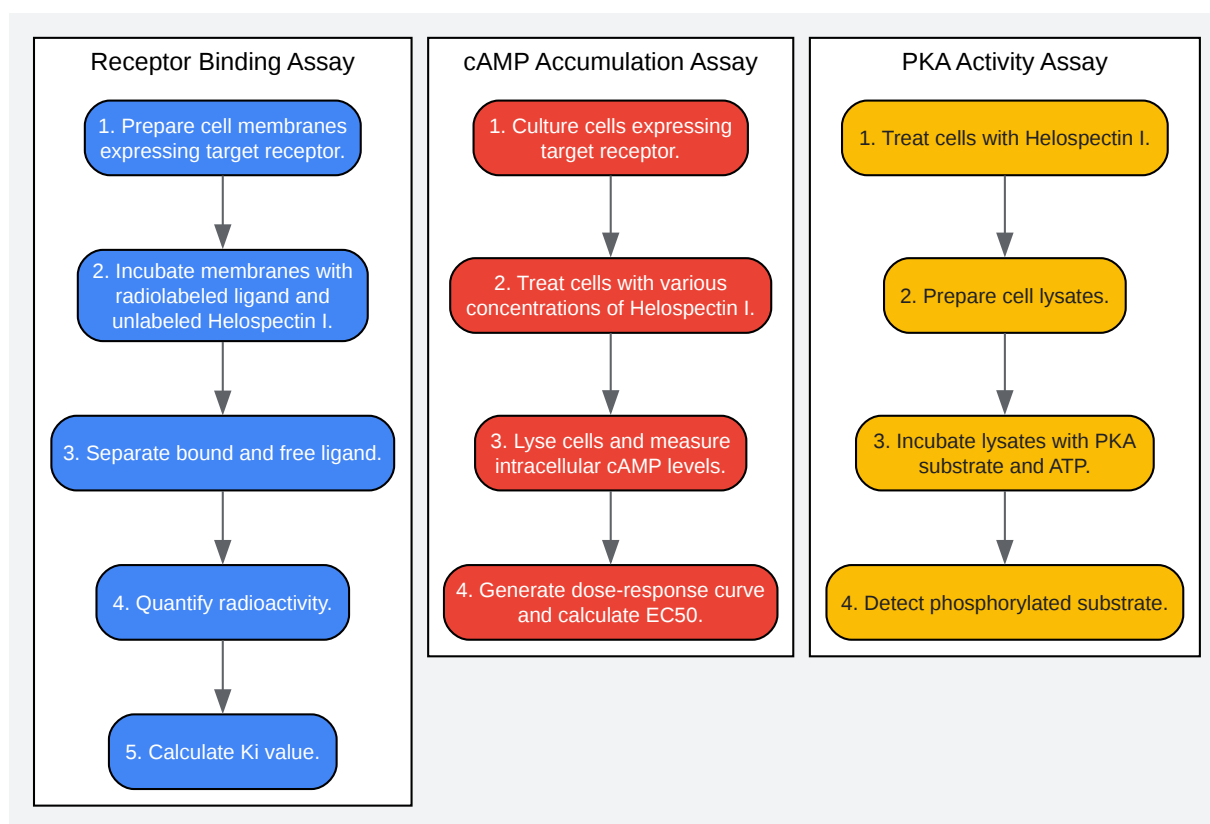 Receptor Binding Assay
1. Prepare cell membranes
expressing target receptor.
2. Incubate membranes with
radiolabeled ligand and
unlabeled Helospectin I.
3. Separate bound and free ligand.
4. Quantify radioactivity.
5. Calculate Ki value.
cAMP Accumulation Assay
1. Culture cells expressing
target receptor.
2. Treat cells with various
concentrations of Helospectin I.
3. Lyse cells and measure
intracellular cAMP levels.
4. Generate dose-response curve
and calculate EC50.
PKA Activity Assay
1. Treat cells with Helospectin I.
2. Prepare cell lysates.
3. Incubate lysates with PKA
substrate and ATP.
4. Detect phosphorylated substrate.